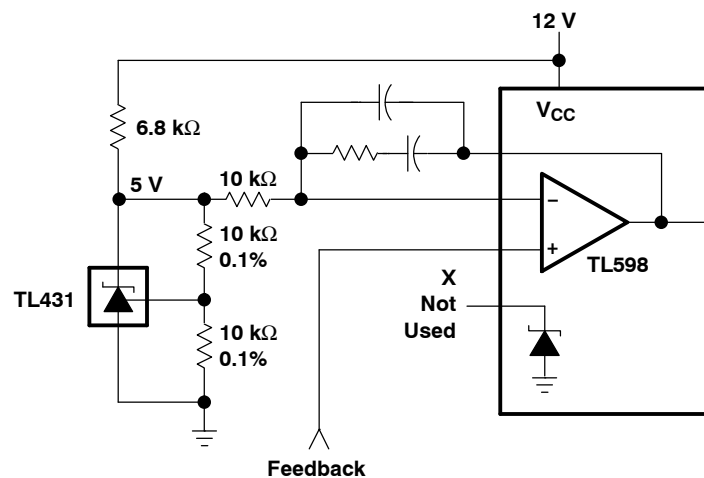 12 V
VCC
6.8 kΩ
5 V
10 kΩ
10 kΩ
0.1%
TL431
10 kΩ
0.1%
−
+
TL598
X
Not
Used
Feedback